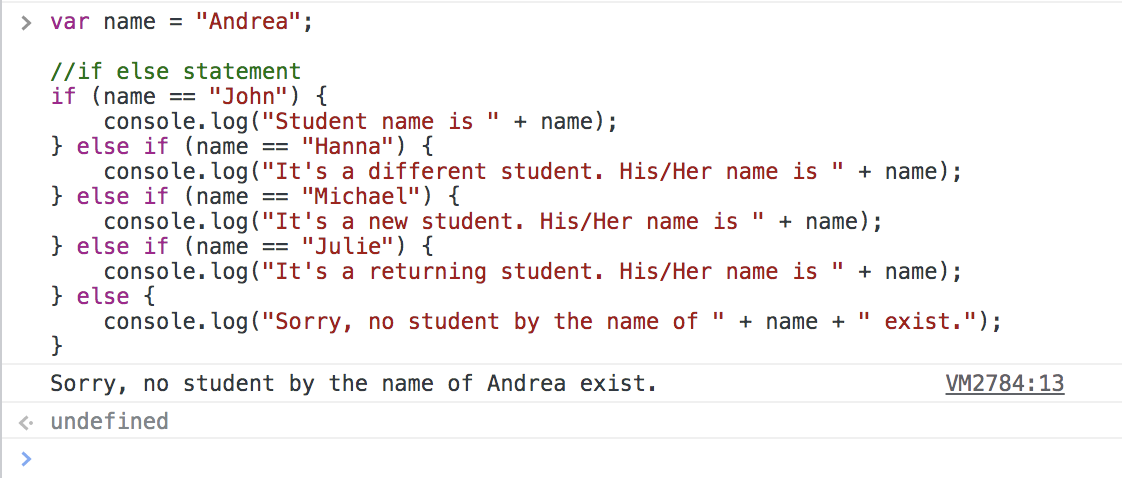 var name = "Andrea";
//if else statement
if (name == "John") {
    console.log("Student name is " + name);
} else if (name == "Hanna") {
    console.log("It's a different student. His/Her name is " + name);
} else if (name == "Michael") {
    console.log("It's a new student. His/Her name is " + name);
} else if (name == "Julie") {
    console.log("It's a returning student. His/Her name is " + name);
} else {
    console.log("Sorry, no student by the name of " + name + " exist.");
}
Sorry, no student by the name of Andrea exist. VM2784:13
undefined